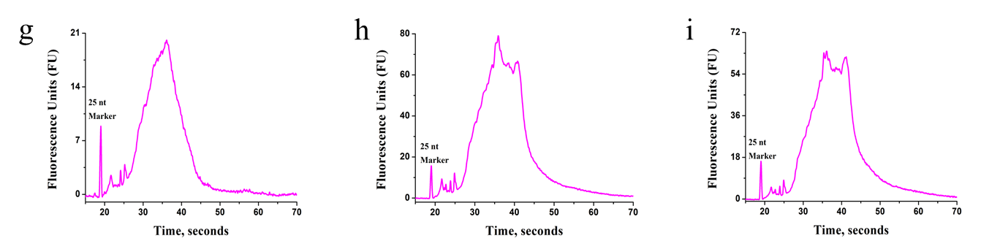 g
21
14
7
0
25 nt
Marker
Fluorescence Units (FU)
20 30 40 50 60 70
Time, seconds
h
80
60
40
20
0
25 nt
Marker
Fluorescence Units (FU)
20 30 40 50 60 70
Time, seconds
i
72
54
36
18
0
25 nt
Marker
Fluorescence Units (FU)
20 30 40 50 60 70
Time, seconds